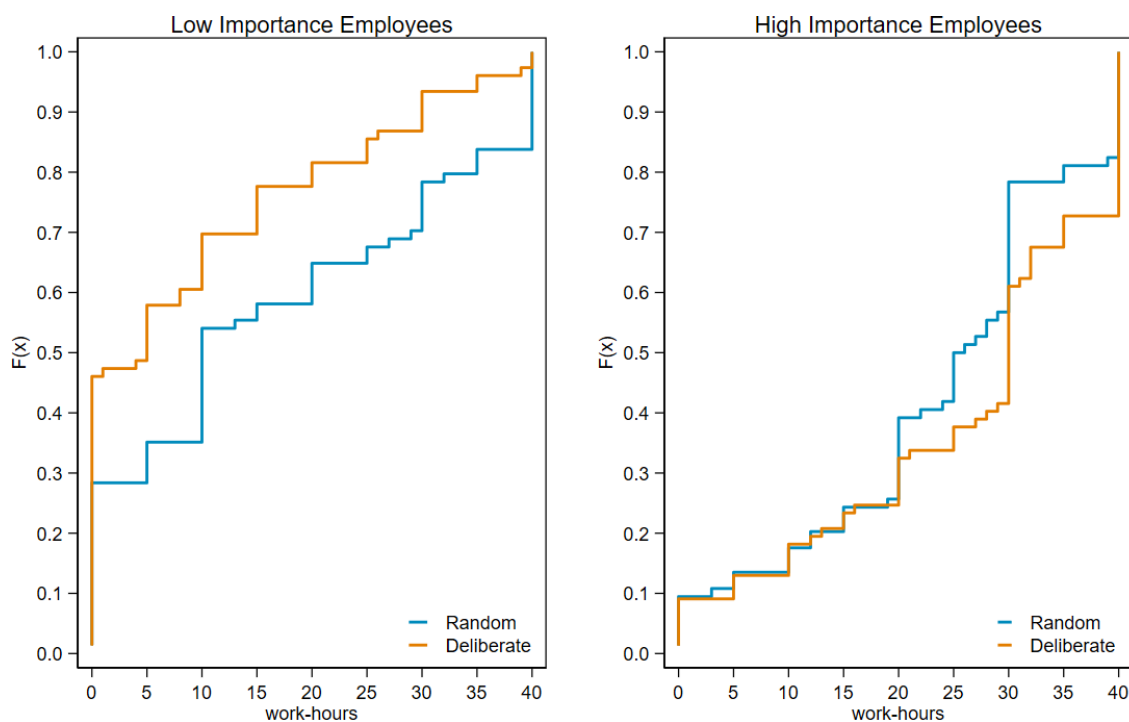 Low Importance Employees
F(x)
1.0
0.9
0.8
0.7
0.6
0.5
0.4
0.3
0.2
0.1
0.0
Random
Deliberate
0 5 10 15 20 25 30 35 40
work-hours
High Importance Employees
F(x)
1.0
0.9
0.8
0.7
0.6
0.5
0.4
0.3
0.2
0.1
0.0
Random
Deliberate
0 5 10 15 20 25 30 35 40
work-hours